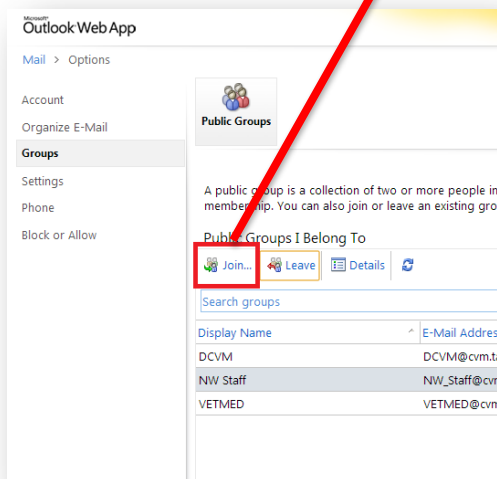 Microsoft®
Outlook Web App
Mail > Options
Account
Organize E-Mail
Groups
Settings
Phone
Block or Allow
Public Groups
A public group is a collection of two or more people in
membership. You can also join or leave an existing gro
Public Groups I Belong To
Join... Leave Details
Search groups
Display Name E-Mail Addres
DCVM DCVM@cvm.t
NW Staff NW_Staff@cv
VETMED VETMED@cvm